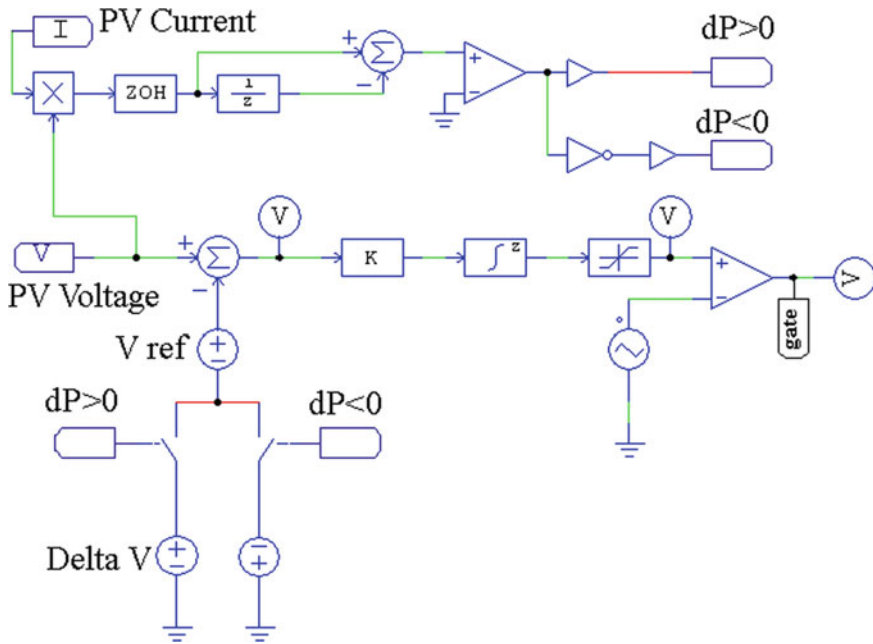 I PV Current
dP>0
ZOH
1/z
Σ
dP<0
V
PV Voltage
Σ
V
K
∫ z
V
V
gate
V ref
dP>0
dP<0
Delta V